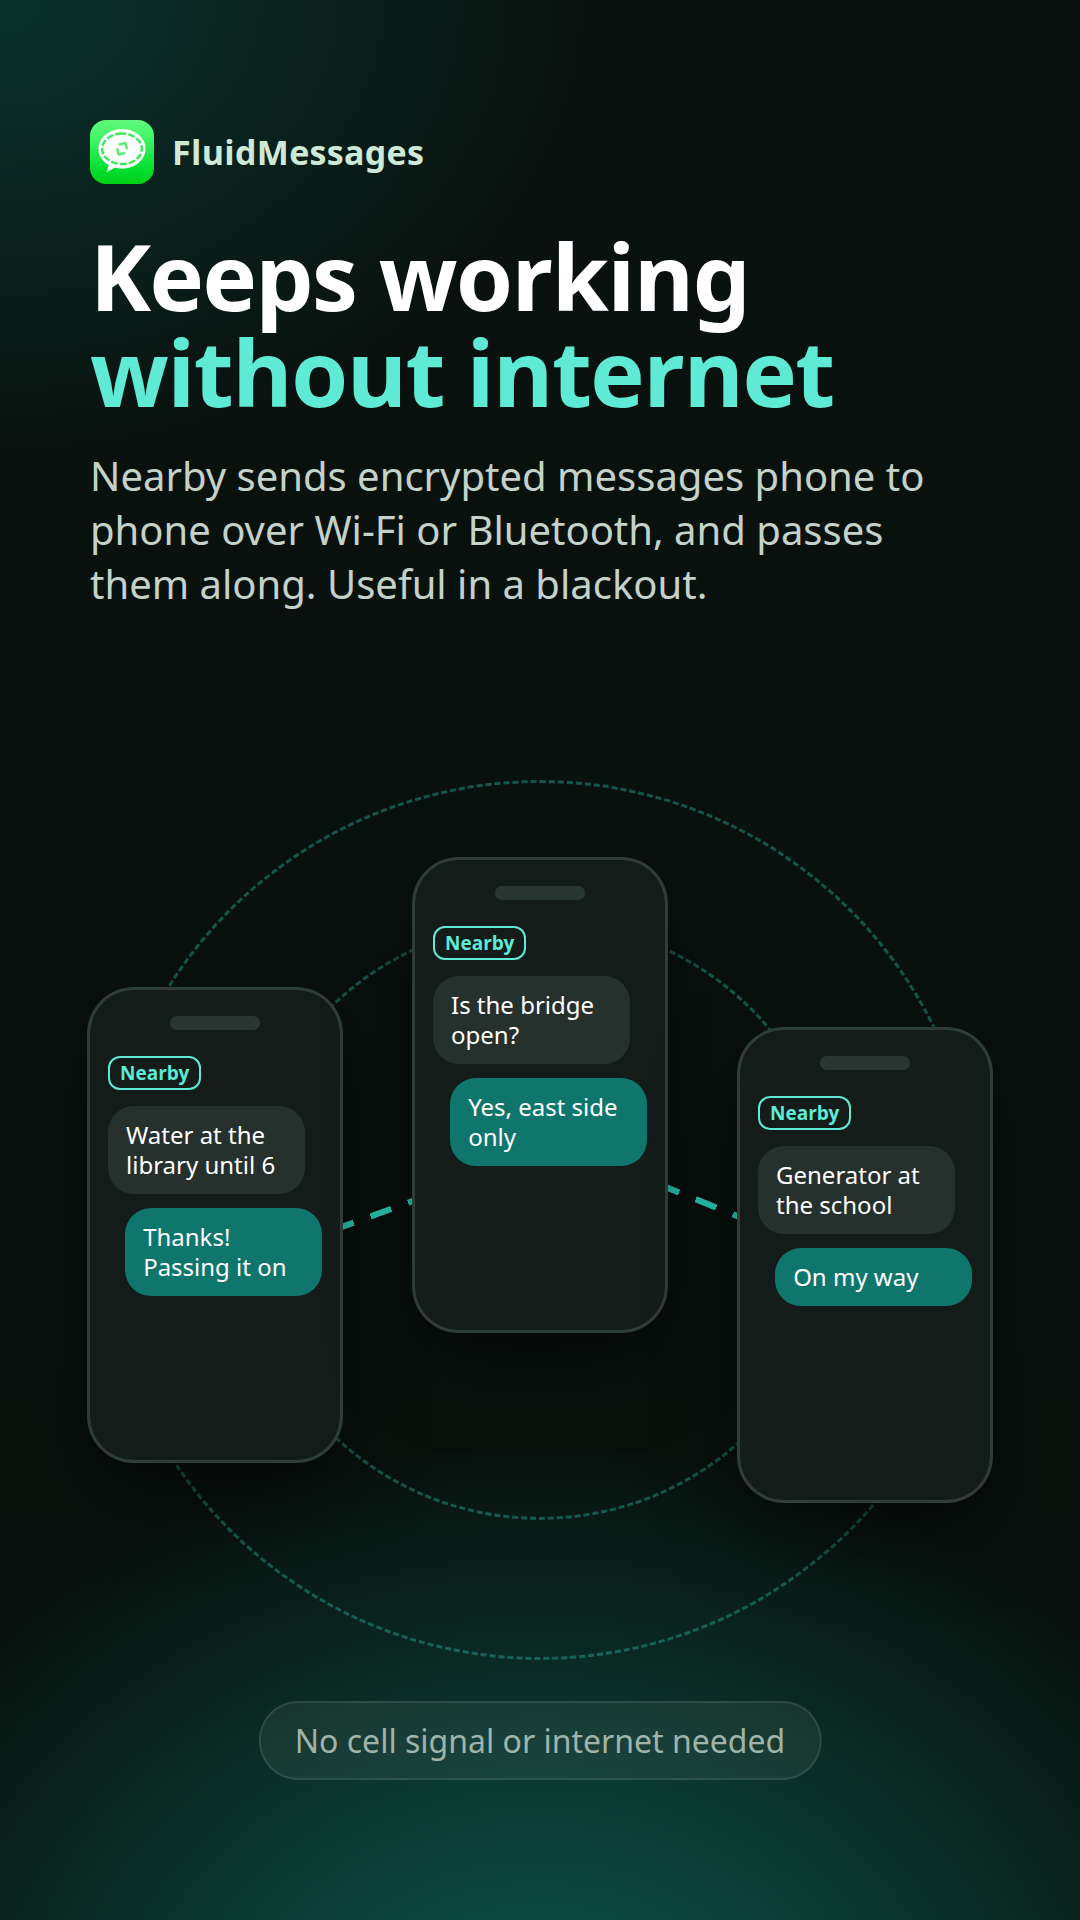 FluidMessages
Keeps working
without internet
Nearby sends encrypted messages phone to
phone over Wi-Fi or Bluetooth, and passes
them along. Useful in a blackout.
Nearby
Water at the
library until 6
Thanks!
Passing it on
Nearby
Is the bridge
open?
Yes, east side
only
Nearby
Generator at
the school
On my way
No cell signal or internet needed